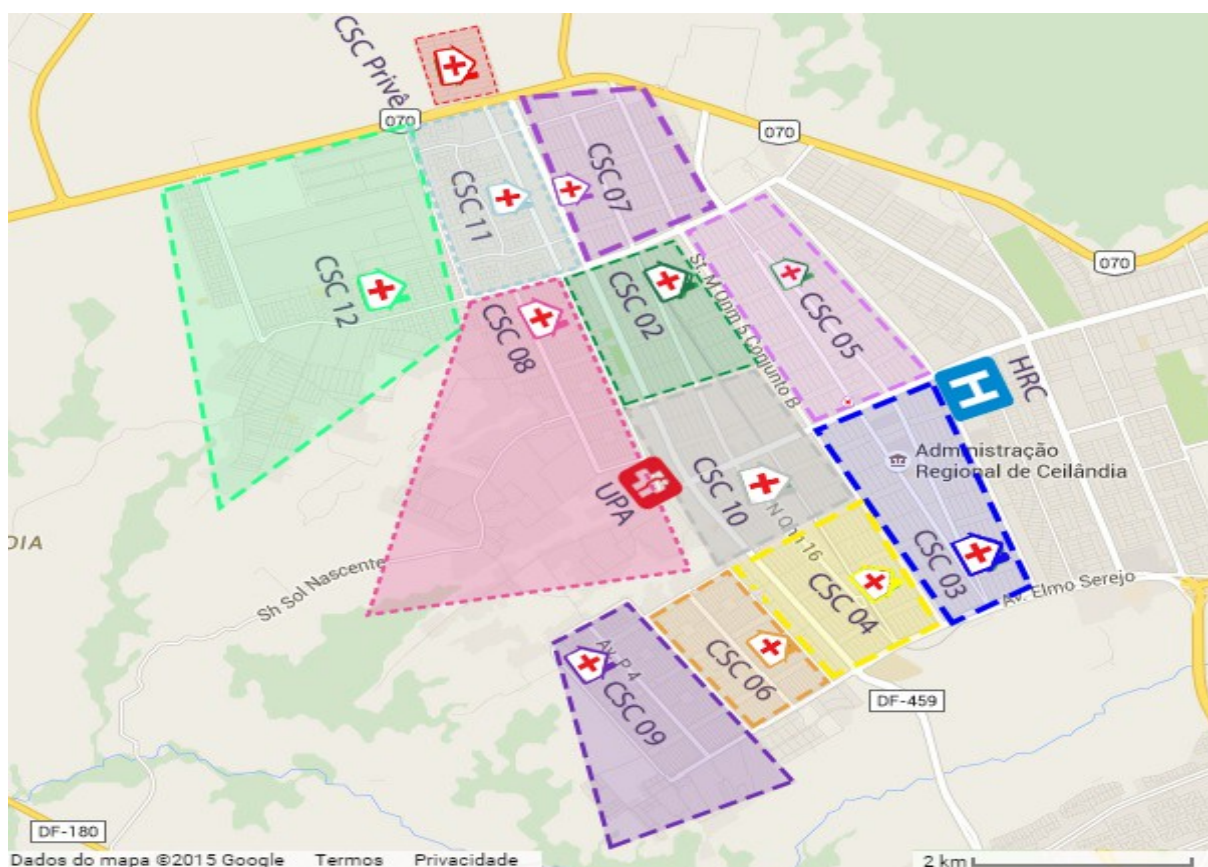 CSC Privê
070
070
070
CSC 07
CSC 11
CSC 12
CSC 02
St. M Qnm 5 Conjunto B
CSC 05
CSC 08
HRC
H
Administração
Regional de Ceilândia
UPA
CSC 10
CSC 03
DIA
Sh Sol Nascente
CSC 04
Av. Elmo Serejo
Av. P 4
CSC 06
CSC 09
DF-459
DF-180
Dados do mapa ©2015 Google Termos Privacidade 2 km